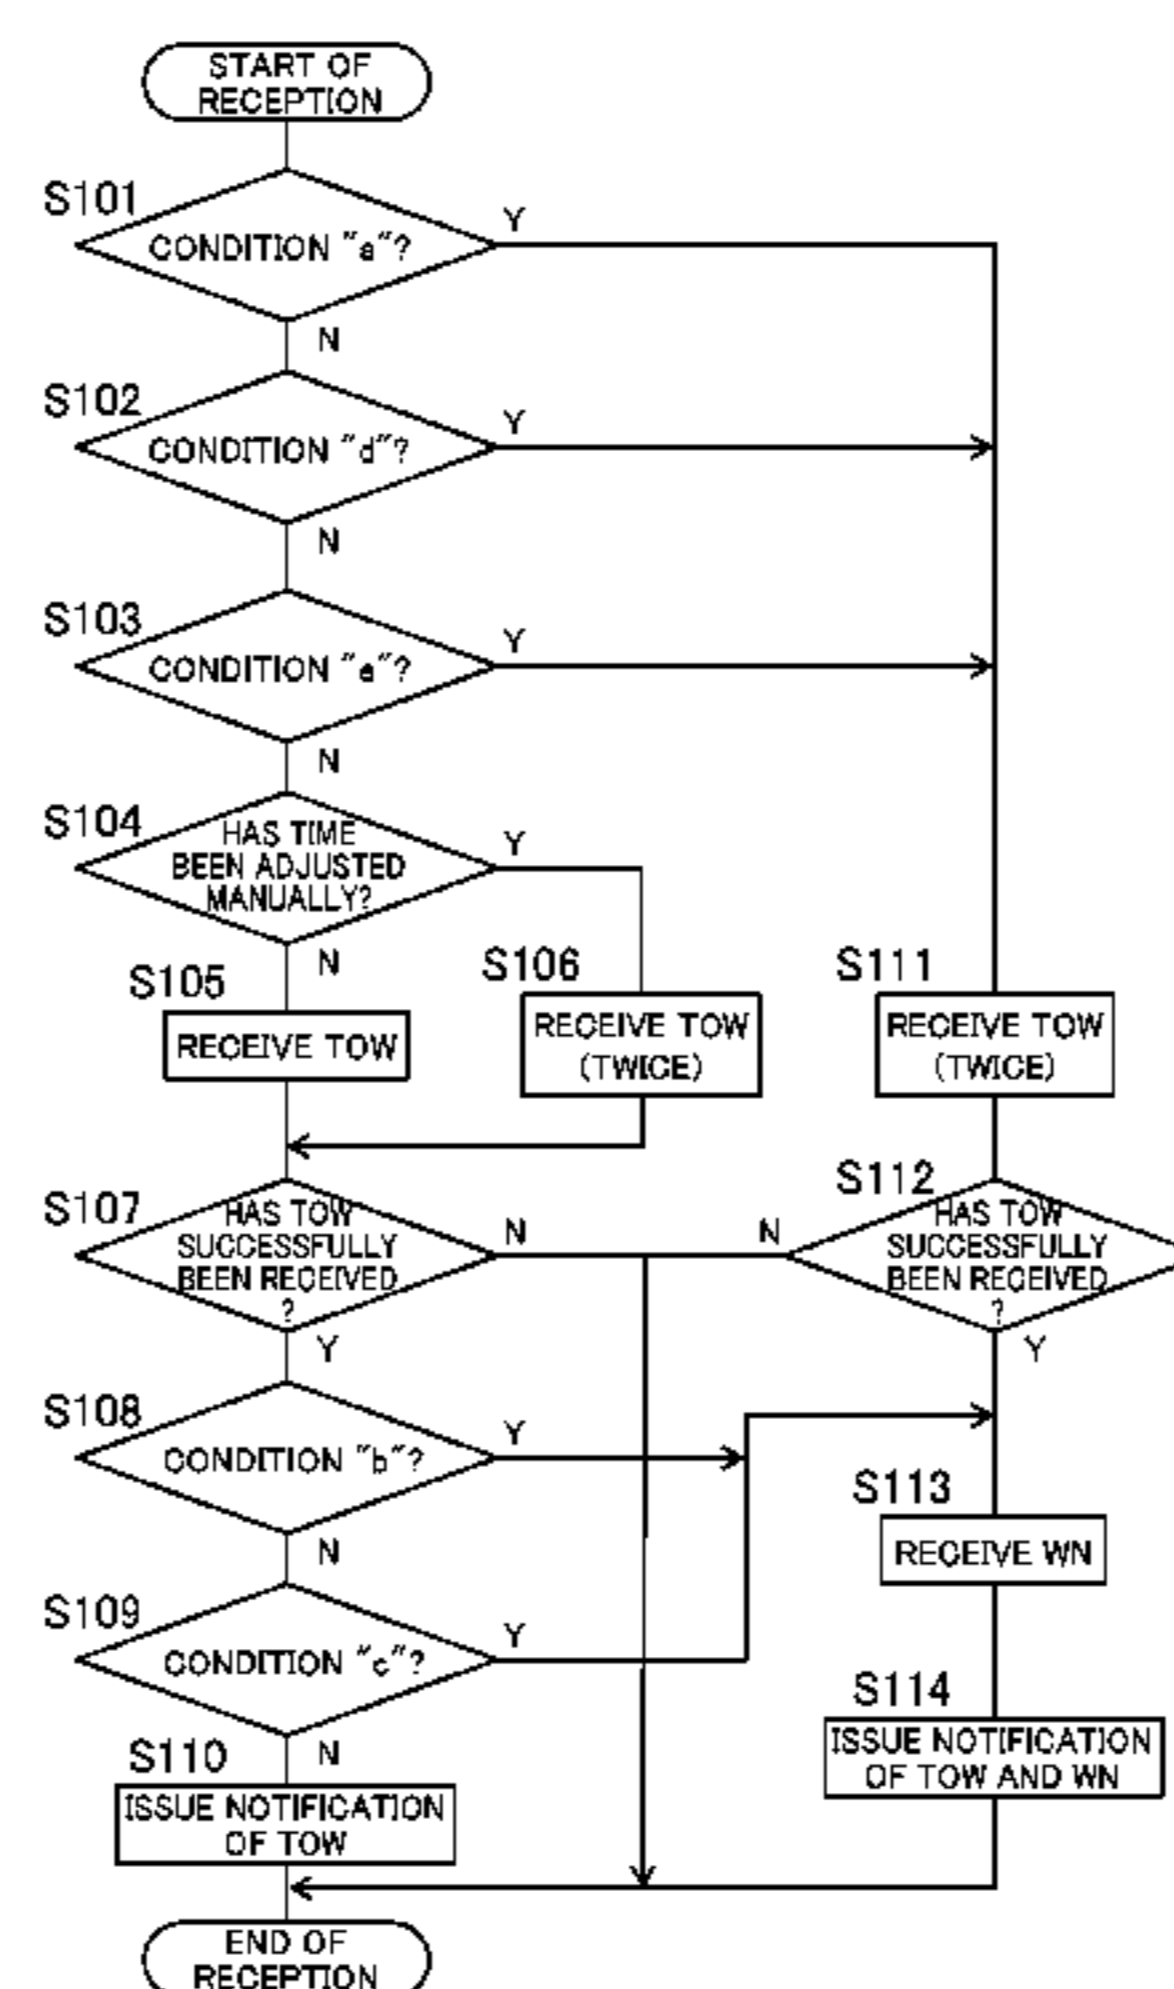 START OF
RECEPTION
S101
CONDITION "a"?
Y
N
S102
CONDITION "d"?
Y
N
S103
CONDITION "e"?
Y
N
S104
HAS TIME
BEEN ADJUSTED
MANUALLY?
Y
N
S105
RECEIVE TOW
S106
RECEIVE TOW
(TWICE)
S111
RECEIVE TOW
(TWICE)
S107
HAS TOW
SUCCESSFULLY
BEEN RECEIVED
?
N
Y
S112
HAS TOW
SUCCESSFULLY
BEEN RECEIVED
?
N
Y
S108
CONDITION "b"?
Y
N
S113
RECEIVE WN
S109
CONDITION "c"?
Y
N
S114
ISSUE NOTIFICATION
OF TOW AND WN
S110
ISSUE NOTIFICATION
OF TOW
END OF
RECEPTION